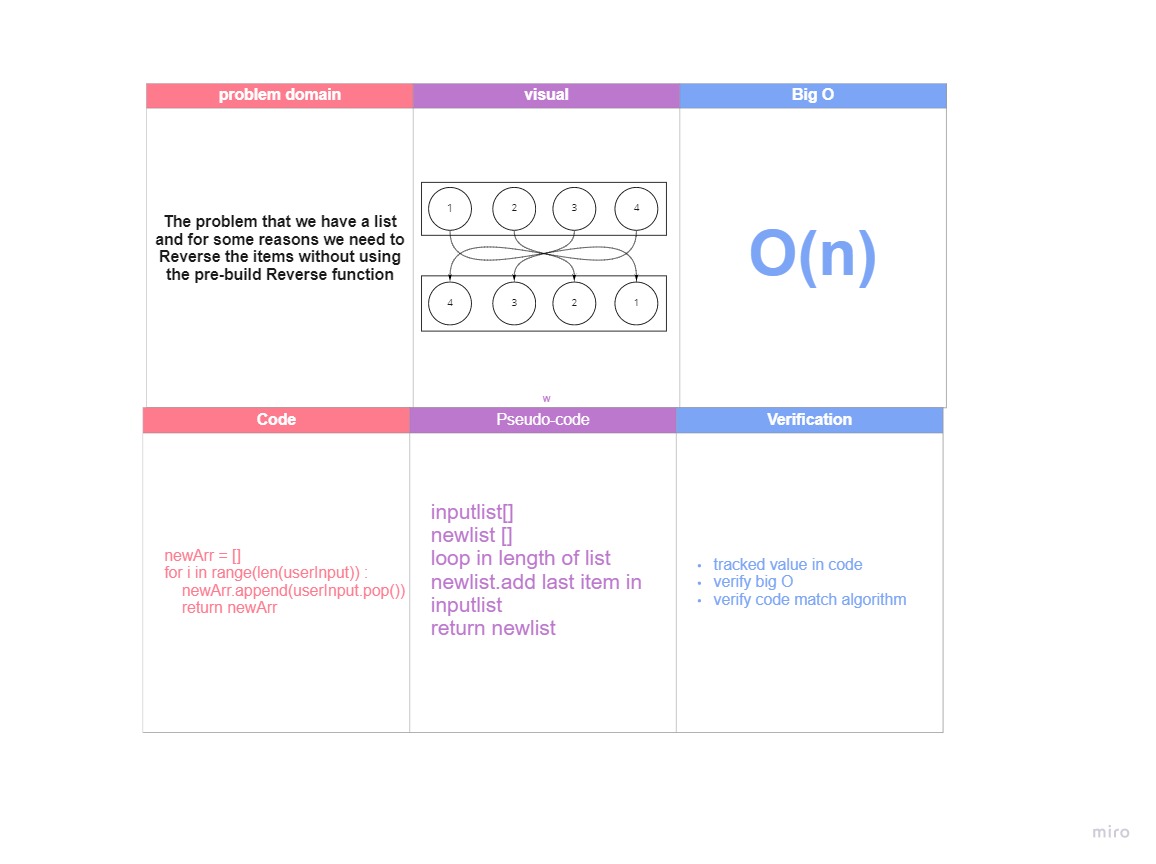 problem domain
visual
Big O
The problem that we have a list
and for some reasons we need to
Reverse the items without using
the pre-build Reverse function
1 2 3 4
4 3 2 1
w
O(n)
Code
Pseudo-code
Verification
newArr = []
for i in range(len(userInput)) :
newArr.append(userInput.pop())
return newArr
inputlist[]
newlist []
loop in length of list
newlist.add last item in
inputlist
return newlist
• tracked value in code
• verify big O
• verify code match algorithm
miro